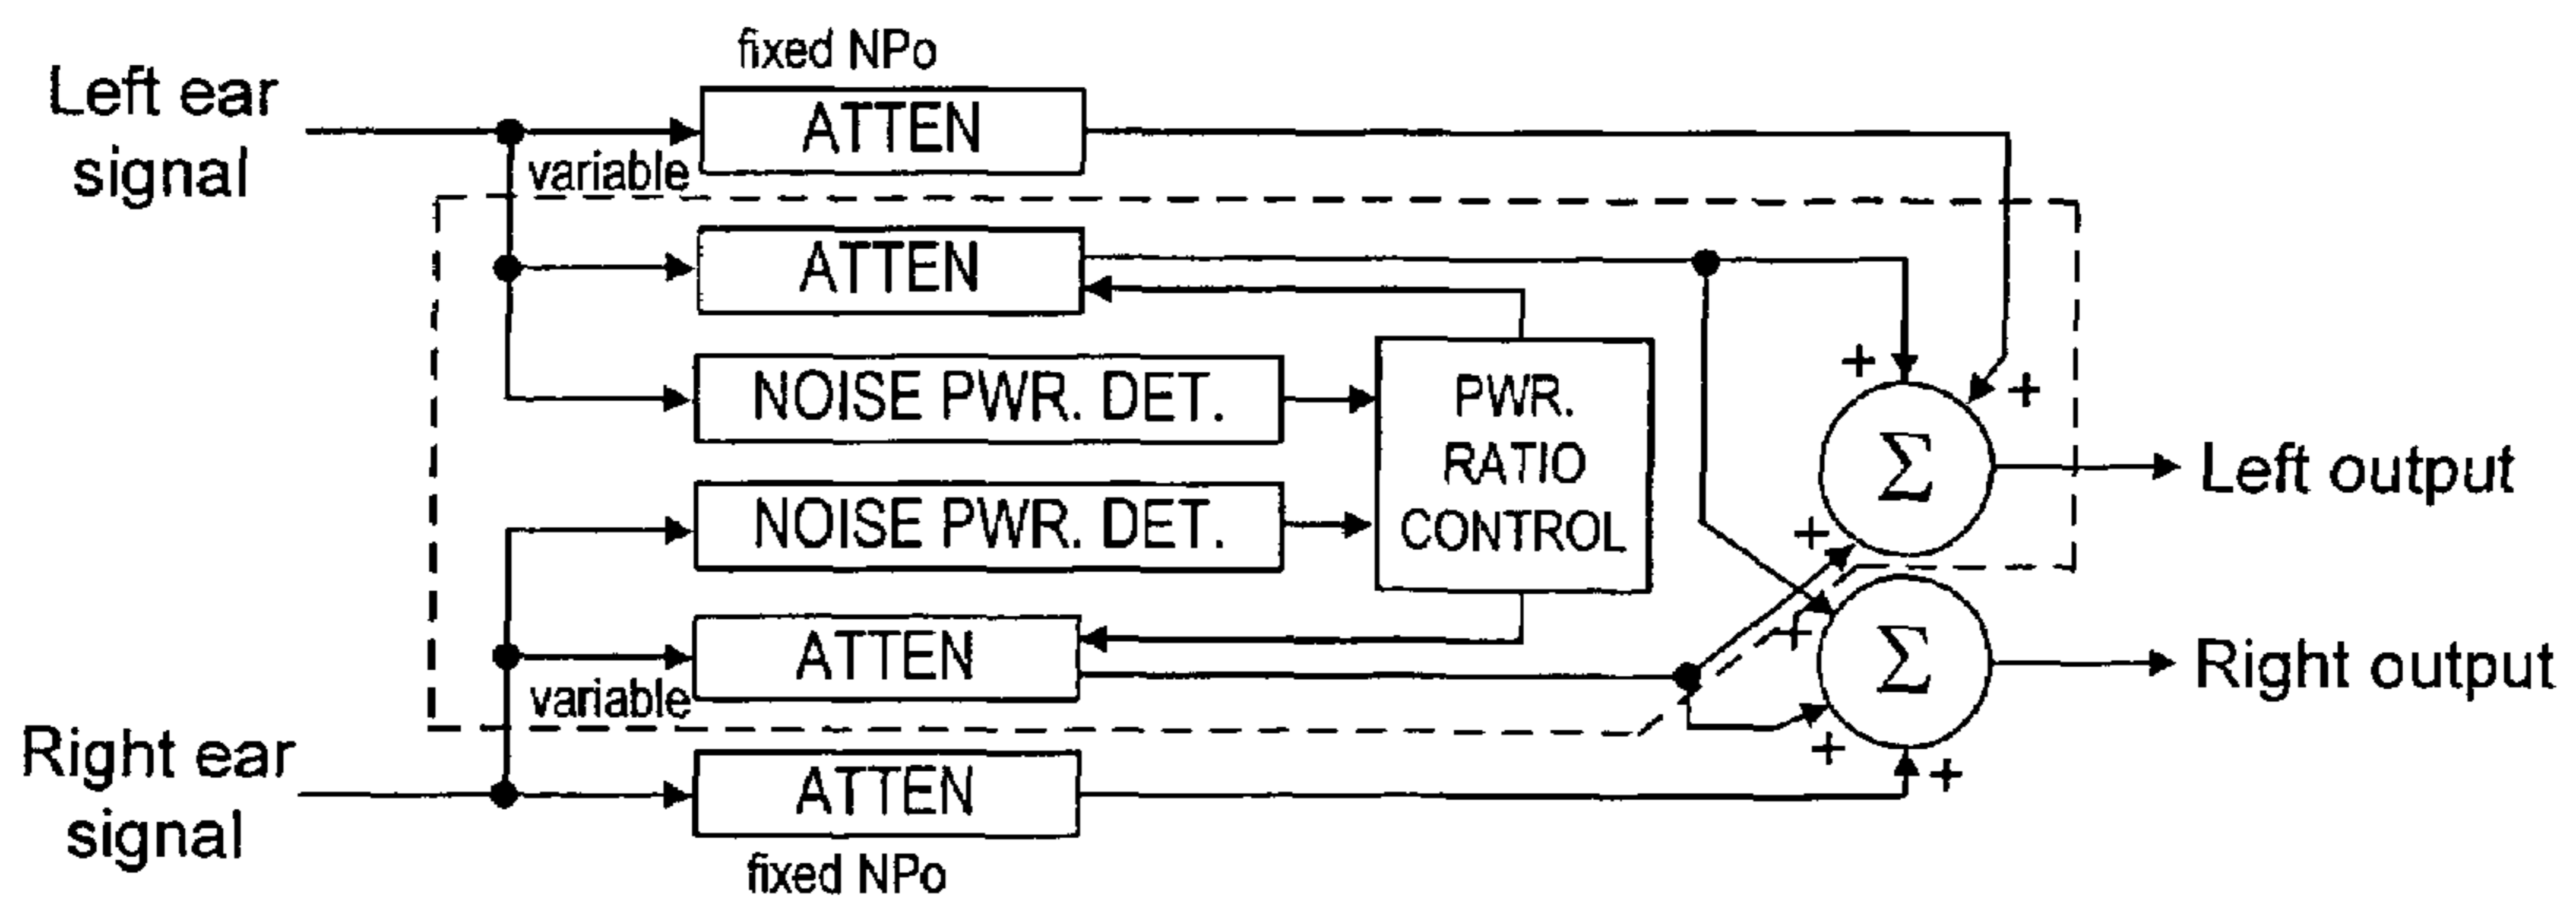 fixed NPo
Left ear
signal
ATTEN
variable
ATTEN
+
+
NOISE PWR. DET.
PWR.
RATIO
CONTROL
Σ
Left output
NOISE PWR. DET.
+
ATTEN
variable
+
Σ
Right output
Right ear
signal
+
ATTEN
+
fixed NPo